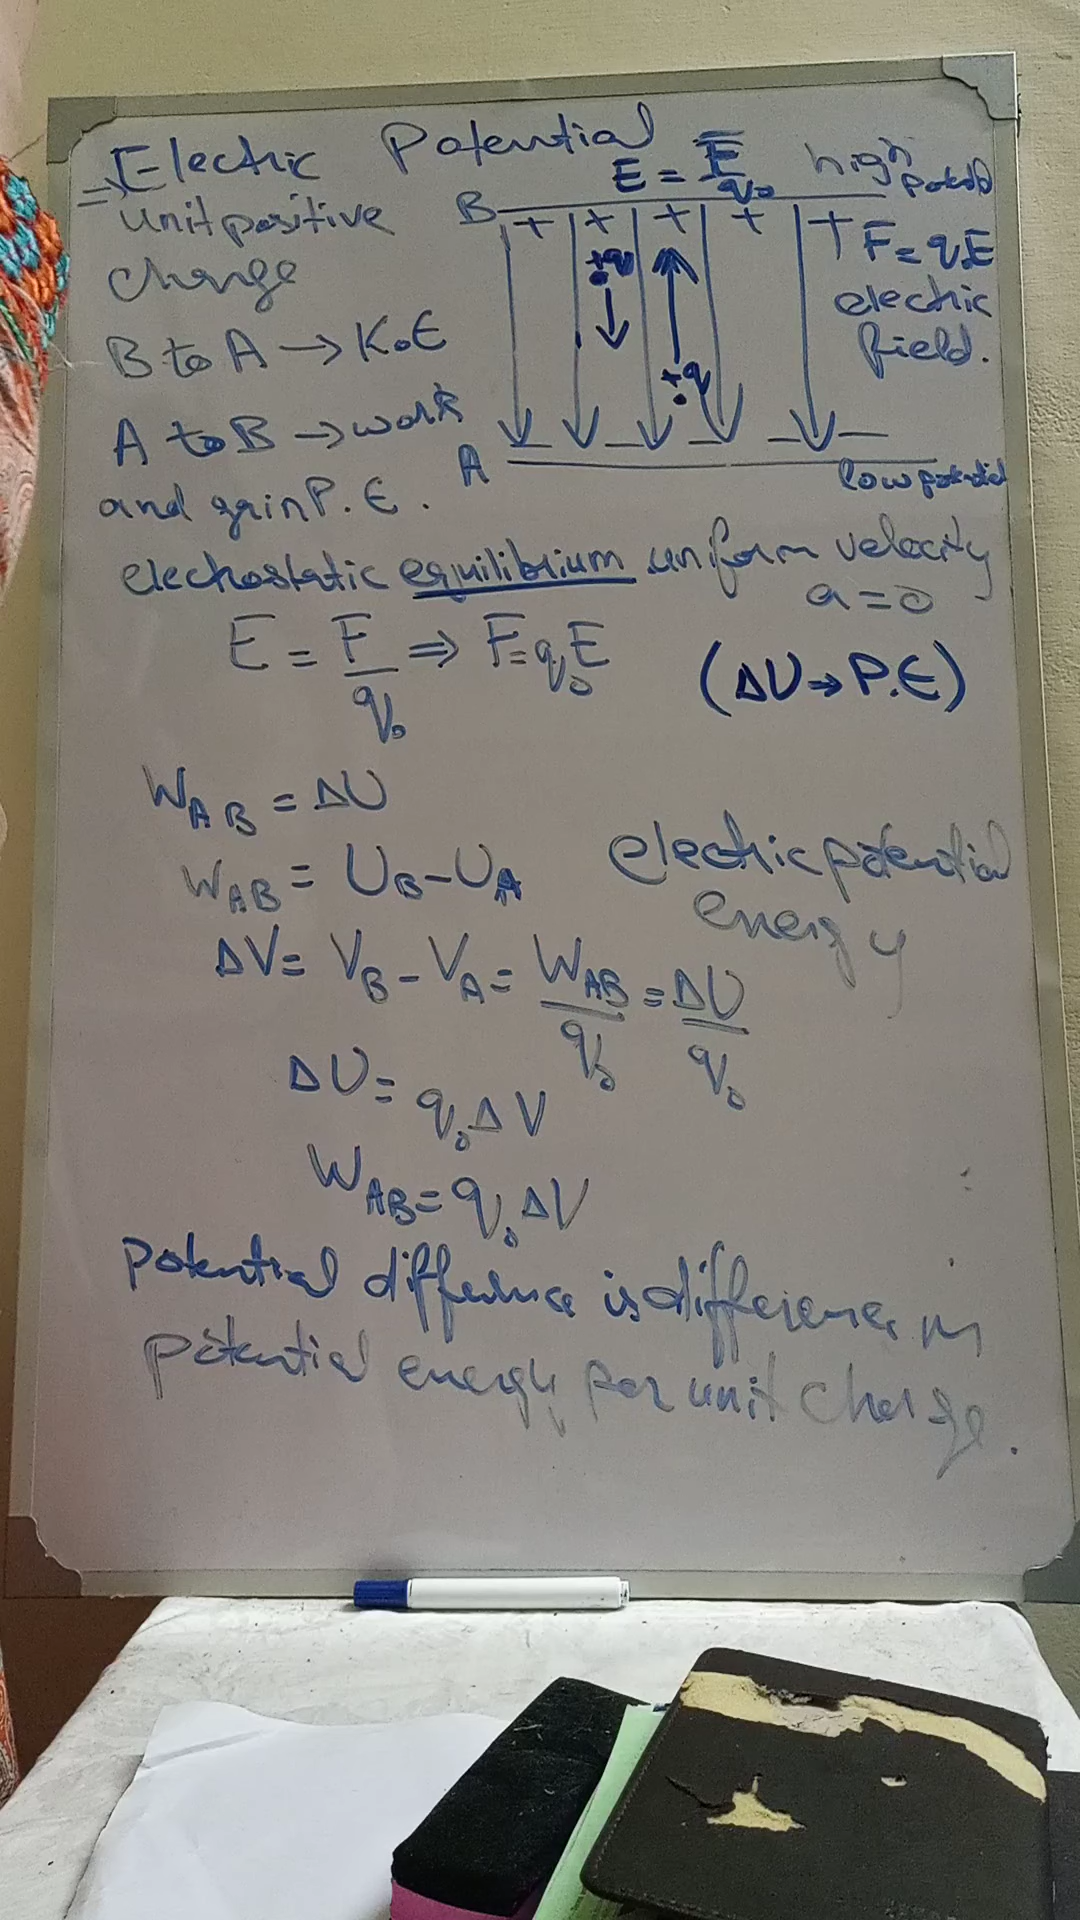 ⇒ Electric Potential
E = F/q₀ high potential
unit positive
charge
B + + + + +
F = q₀E
electric
field.
+q
+q
B to A → K.E
A to B → work
A — — — — —
low potential
and gain P.E.
electrostatic equilibrium uniform velocity
a = 0
E = F/q₀ ⇒ F = q₀E
(ΔU → P.E)
W_AB = ΔU
W_AB = U_B - U_A
electric potential
energy
ΔV = V_B - V_A = W_AB/q₀ = ΔU/q₀
ΔU = q₀ΔV
W_AB = q₀ΔV
Potential difference is difference in
potential energy per unit charge.